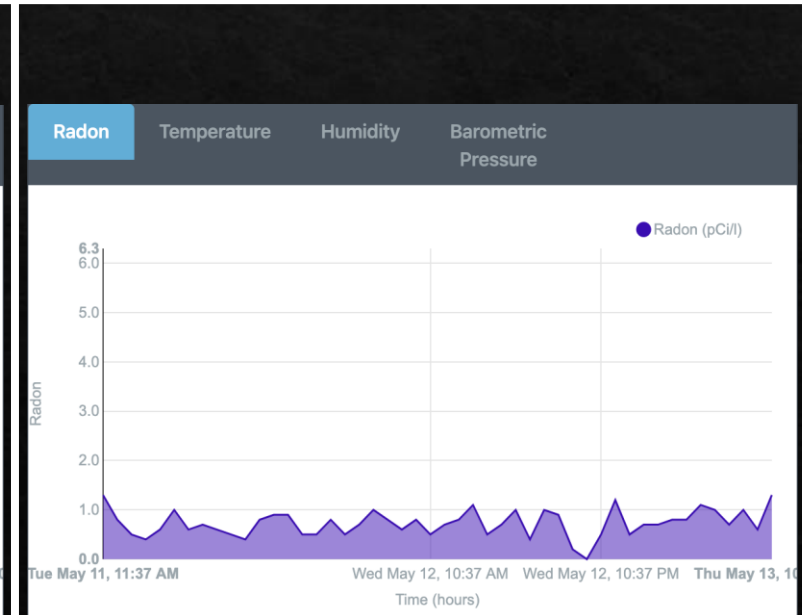 Radon Temperature Humidity Barometric
Pressure
Radon (pCi/l)
6.3
6.0
5.0
4.0
3.0
Radon
2.0
1.0
0.0
Tue May 11, 11:37 AM Wed May 12, 10:37 AM Wed May 12, 10:37 PM Thu May 13, 10
Time (hours)